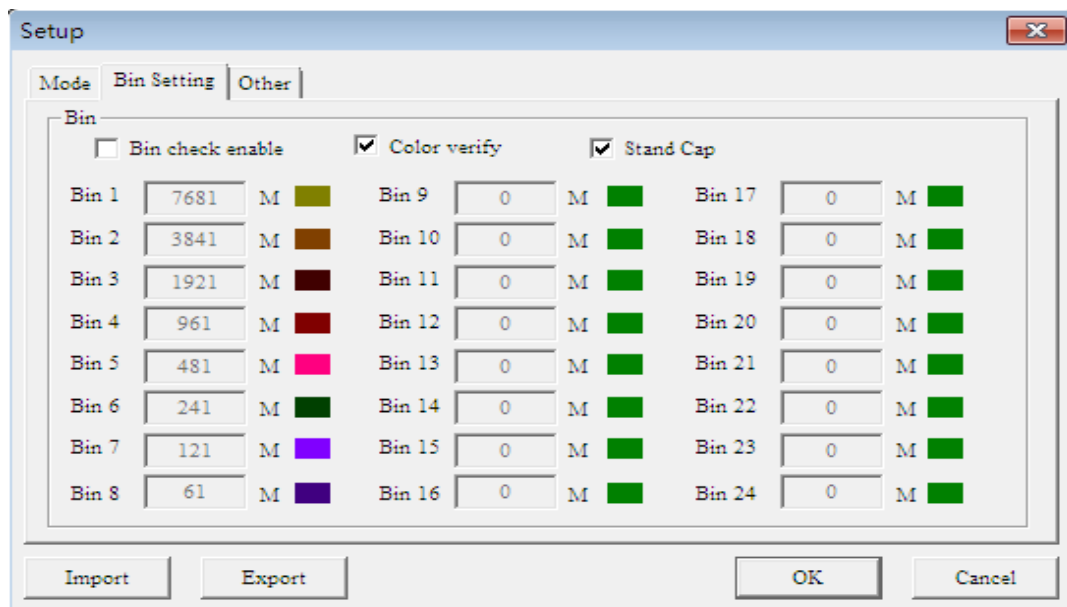 Setup
Mode Bin Setting Other
Bin
Bin check enable Color verify Stand Cap
Bin 1 7681 M Bin 9 0 M Bin 17 0 M
Bin 2 3841 M Bin 10 0 M Bin 18 0 M
Bin 3 1921 M Bin 11 0 M Bin 19 0 M
Bin 4 961 M Bin 12 0 M Bin 20 0 M
Bin 5 481 M Bin 13 0 M Bin 21 0 M
Bin 6 241 M Bin 14 0 M Bin 22 0 M
Bin 7 121 M Bin 15 0 M Bin 23 0 M
Bin 8 61 M Bin 16 0 M Bin 24 0 M
Import Export OK Cancel